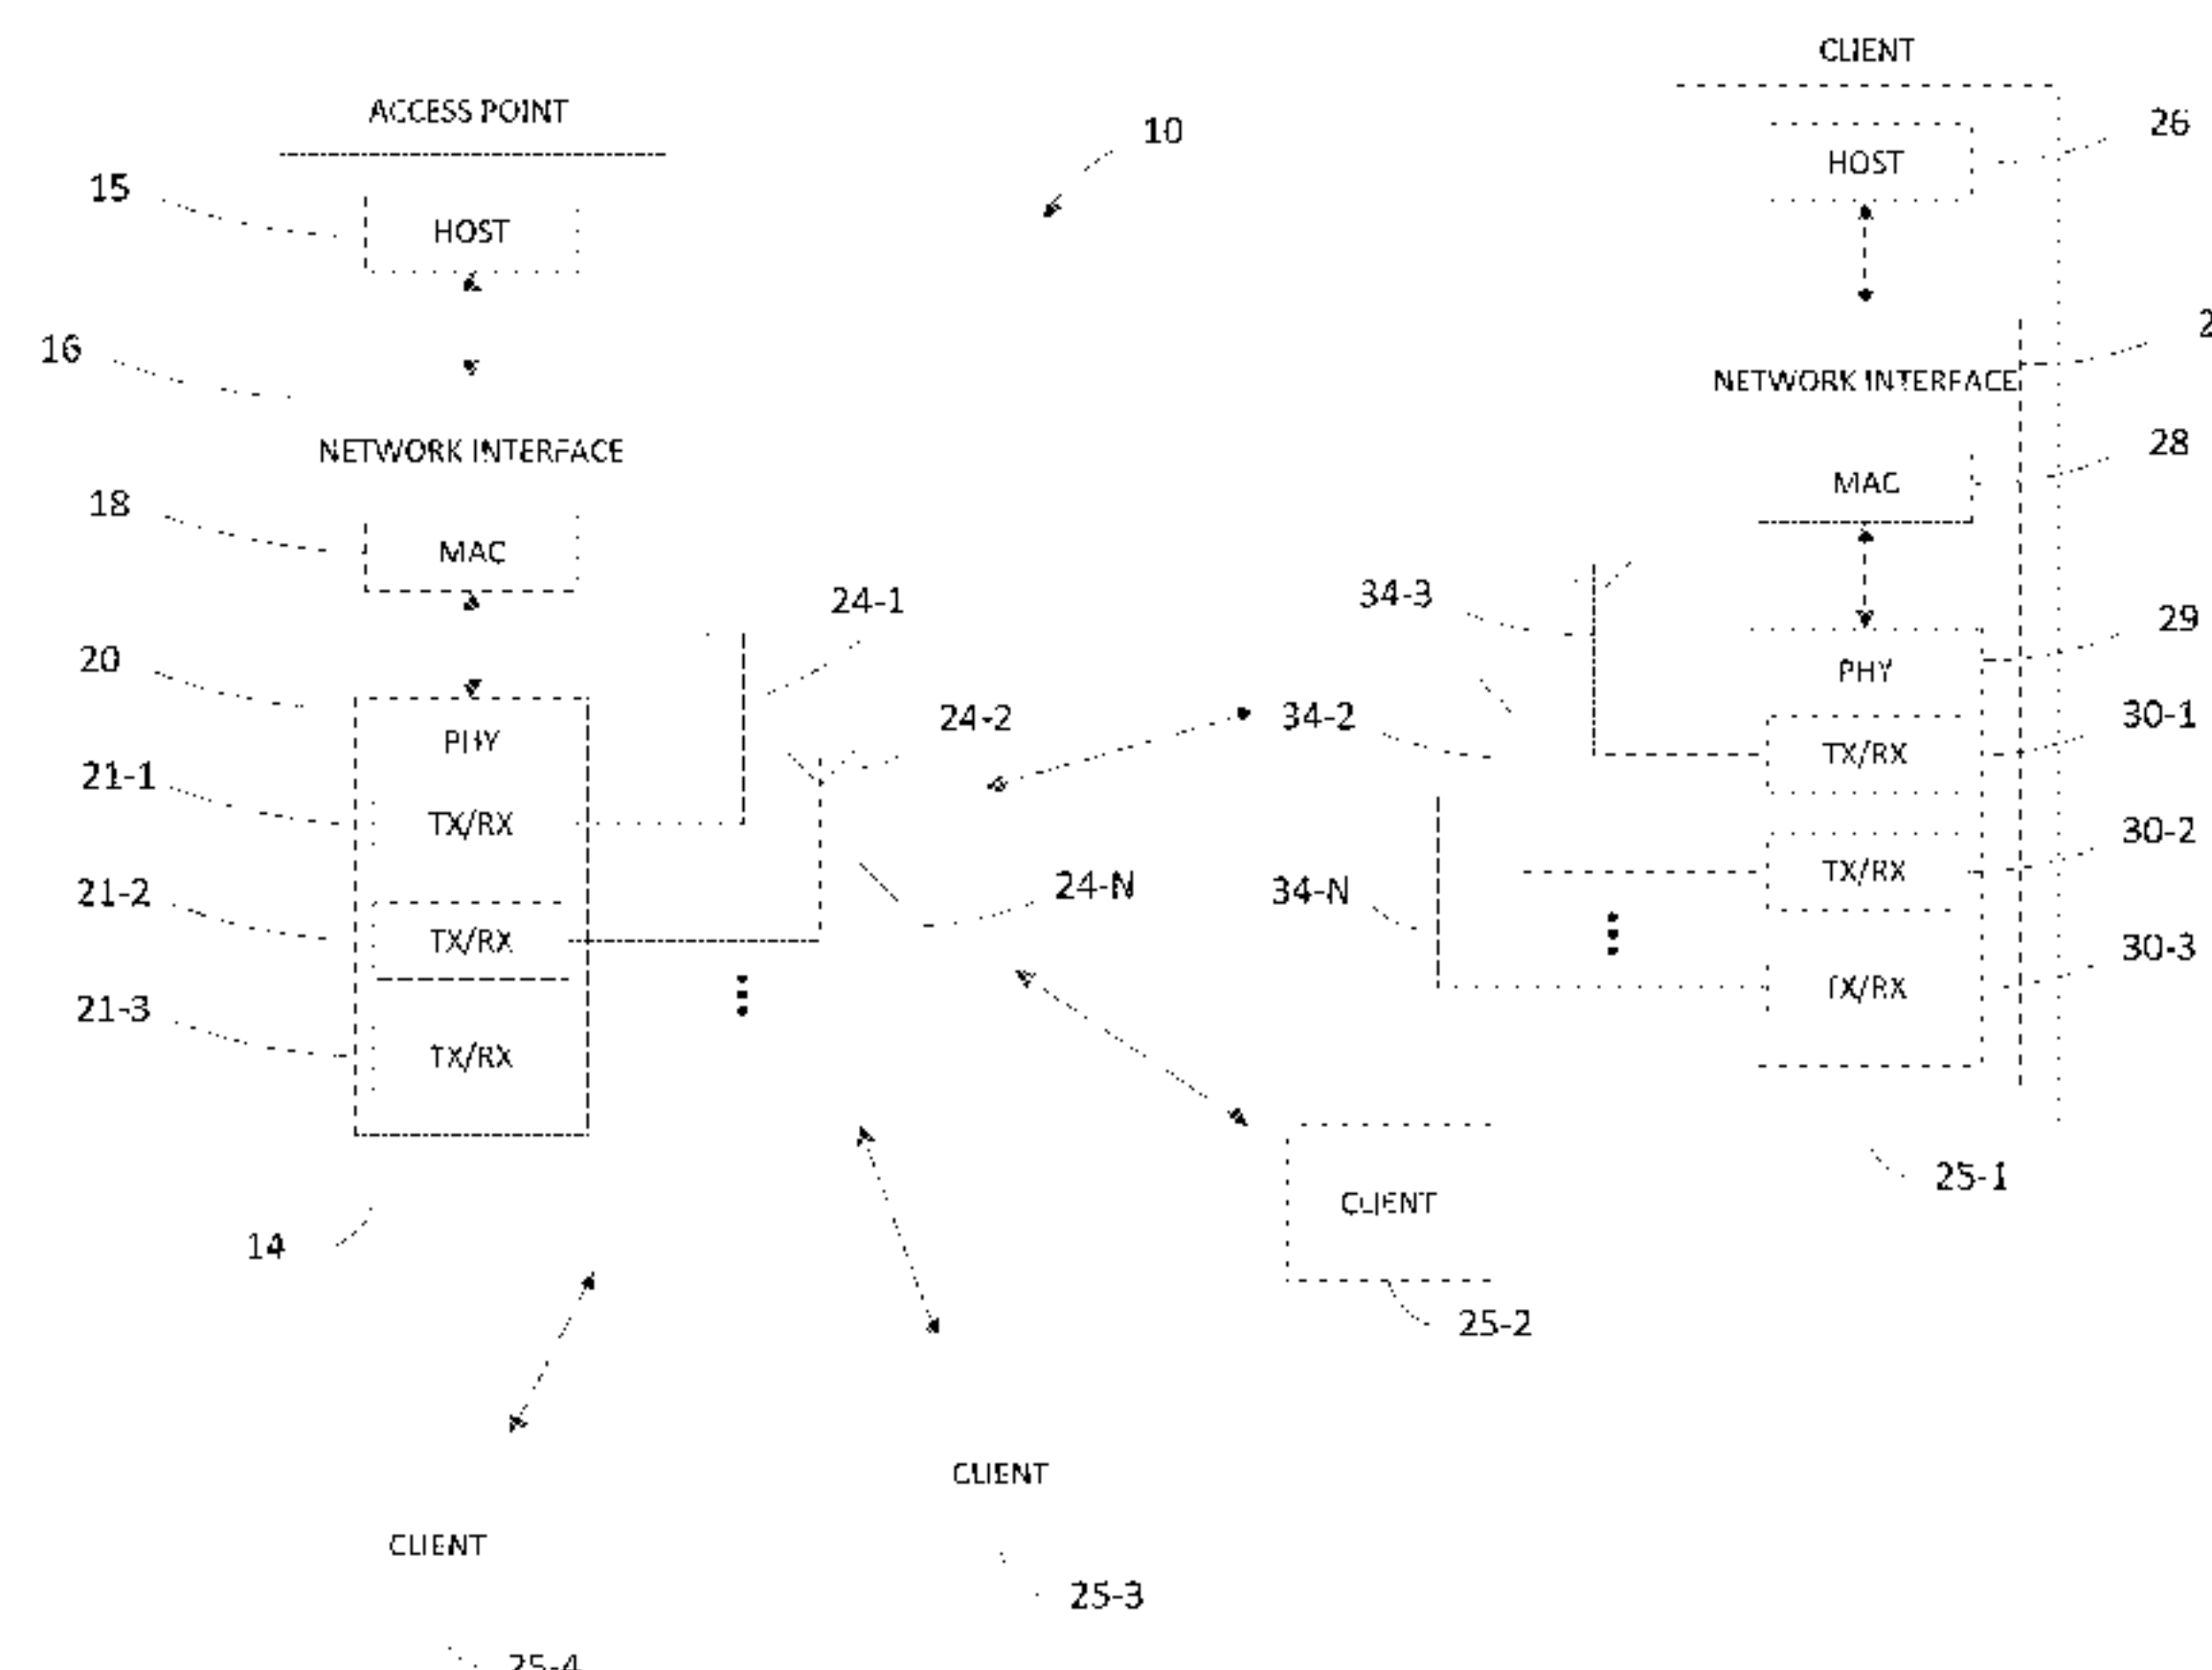 CLIENT
ACCESS POINT
10
26
HOST
15
HOST
2
16
NETWORK INTERFACE
28
NETWORK INTERFACE
MAC
18
MAC
24-1
34-3
29
20
PHY
24-2
34-2
30-1
PHY
TX/RX
21-1
TX/RX
30-2
TX/RX
21-2
24-N
34-N
TX/RX
30-3
TX/RX
21-3
TX/RX
25-1
CLIENT
14
25-2
CLIENT
CLIENT
25-3
25-4